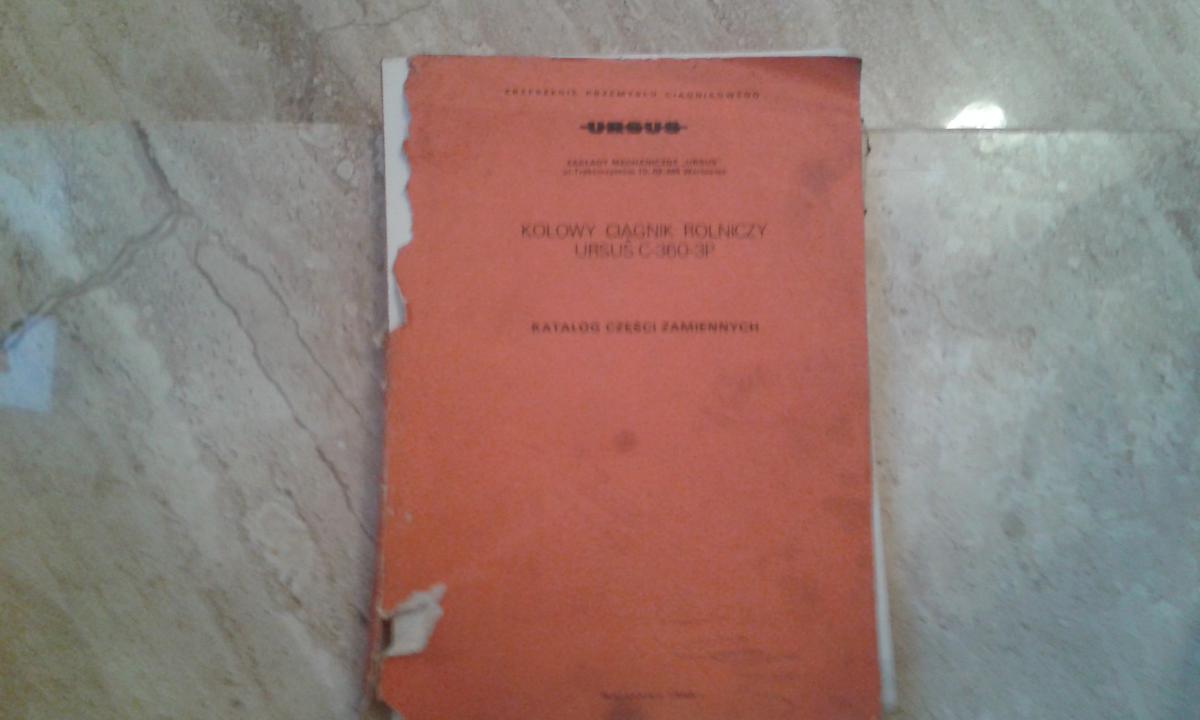 ZRZESZENIE PRZEMYSŁU CIĄGNIKOWEGO
URSUS
ZAKŁADY MECHANICZNE „URSUS”
KOŁOWY CIĄGNIK ROLNICZY
URSUS C-360-3P
KATALOG CZĘŚCI ZAMIENNYCH